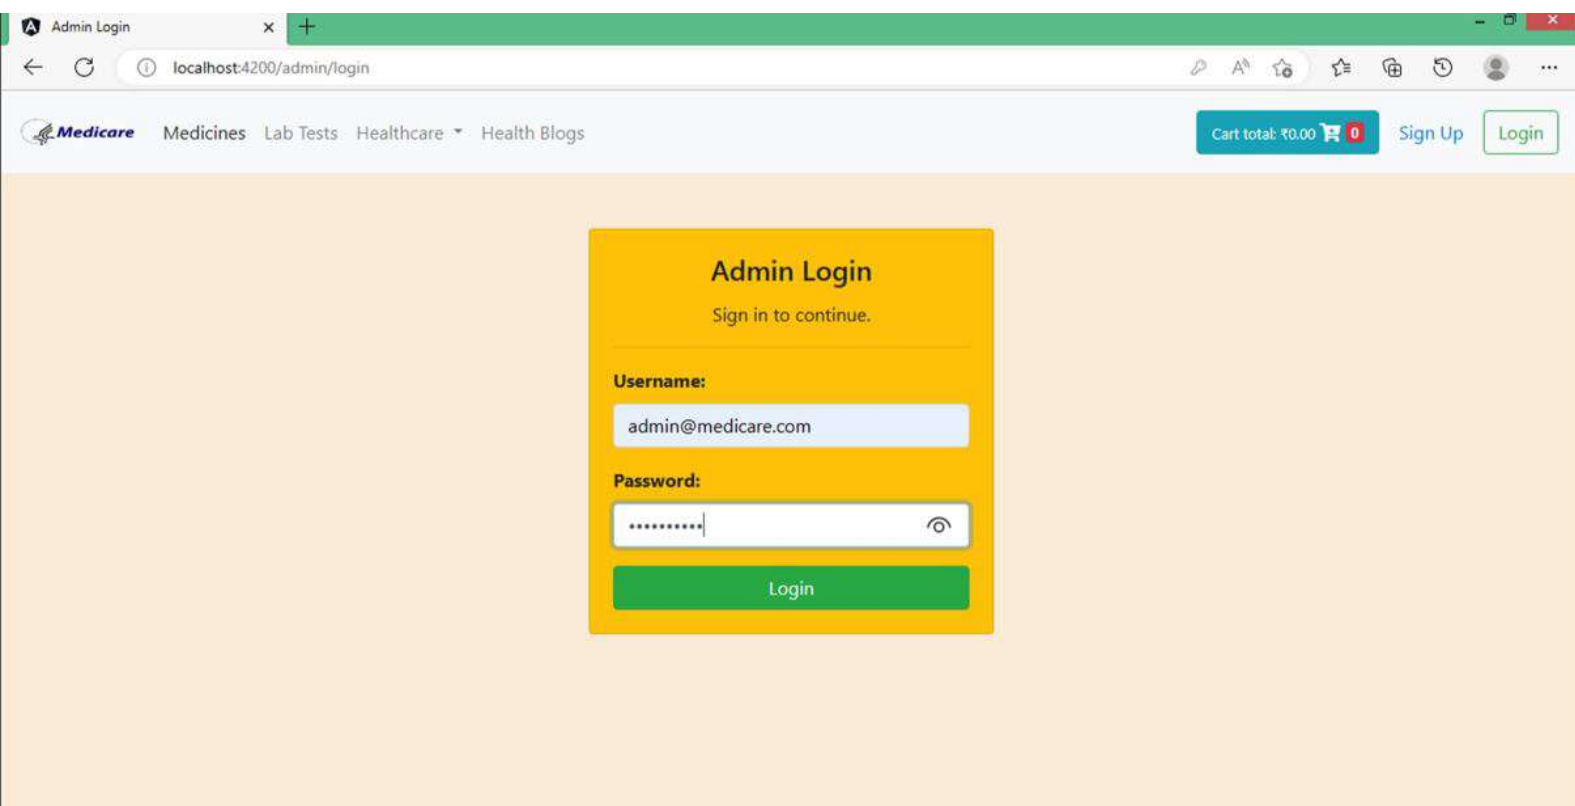 Admin Login
localhost:4200/admin/login
Medicare Medicines Lab Tests Healthcare Health Blogs Cart total: ₹0.00 0 Sign Up Login
Admin Login
Sign in to continue.
Username:
admin@medicare.com
Password:
••••••••••
Login